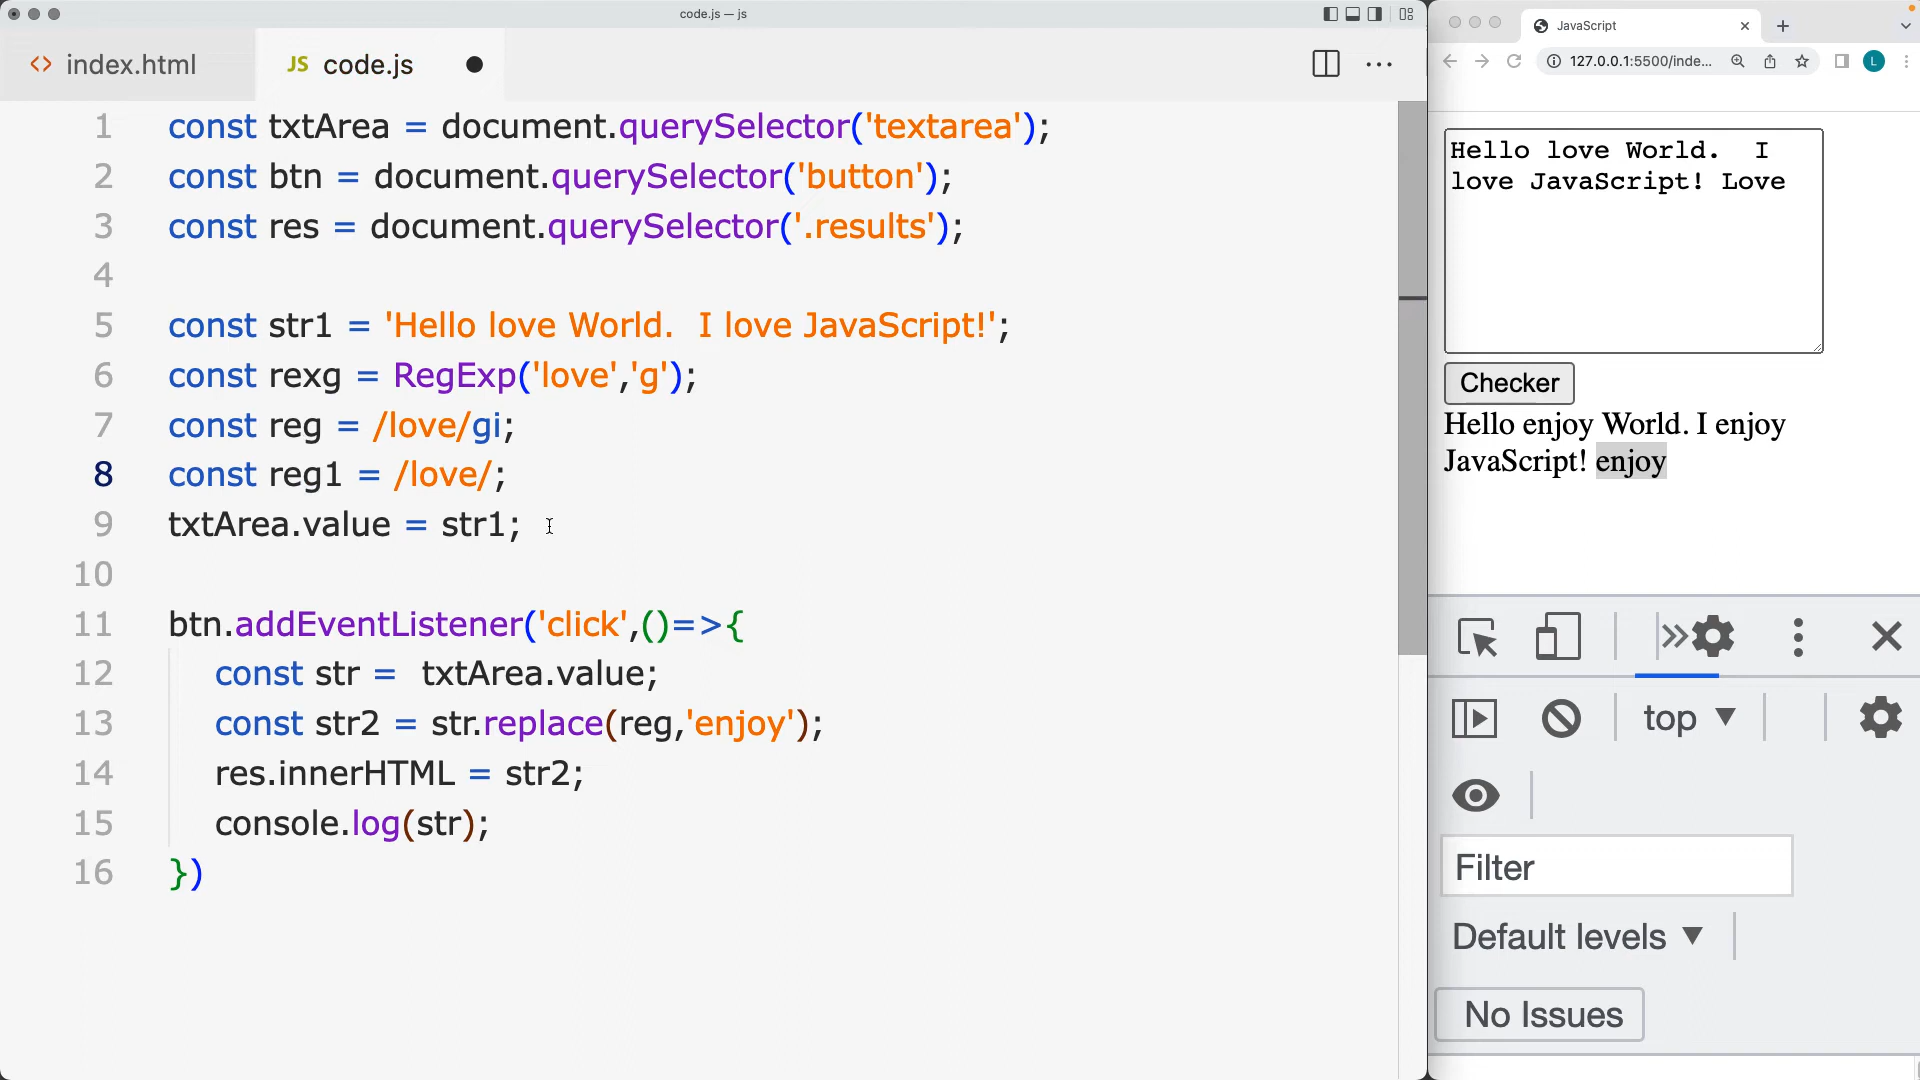 code.js — js
index.html
JS code.js
1 const txtArea = document.querySelector('textarea');
2 const btn = document.querySelector('button');
3 const res = document.querySelector('.results');
4
5 const str1 = 'Hello love World.  I love JavaScript!';
6 const rexg = RegExp('love','g');
7 const reg = /love/gi;
8 const reg1 = /love/;
9 txtArea.value = str1;
10
11 btn.addEventListener('click',()=>{
12 const str =  txtArea.value;
13 const str2 = str.replace(reg,'enjoy');
14 res.innerHTML = str2;
15 console.log(str);
16 })
JavaScript
127.0.0.1:5500/inde...
L
Hello love World.  I
love JavaScript! Love
Checker
Hello enjoy World. I enjoy
JavaScript! enjoy
top
Filter
Default levels
No Issues